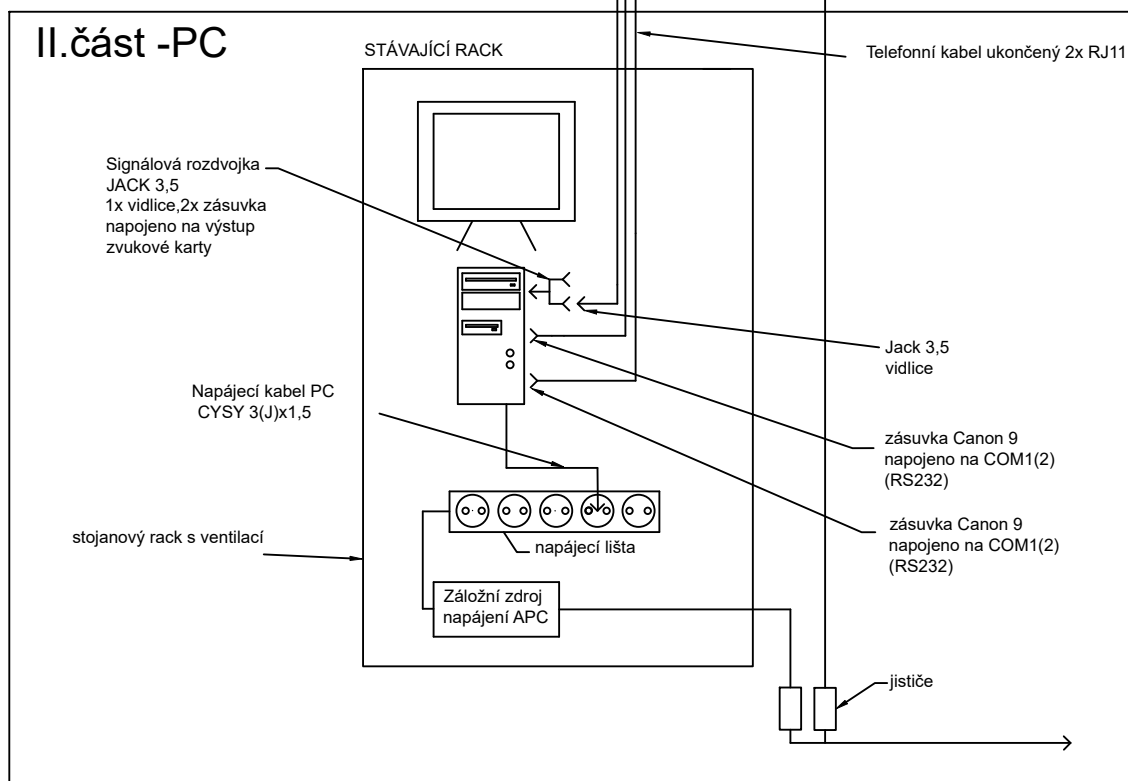 II.část -PC
STÁVAJÍCÍ RACK
Telefonní kabel ukončený 2x RJ11
Signálová rozdvojka
JACK 3,5
1x vidlice,2x zásuvka
napojeno na výstup
zvukové karty
Jack 3,5
vidlice
Napájecí kabel PC
CYSY 3(J)x1,5
zásuvka Canon 9
napojeno na COM1(2)
(RS232)
zásuvka Canon 9
napojeno na COM1(2)
(RS232)
stojanový rack s ventilací
napájecí lišta
Záložní zdroj
napájení APC
jističe